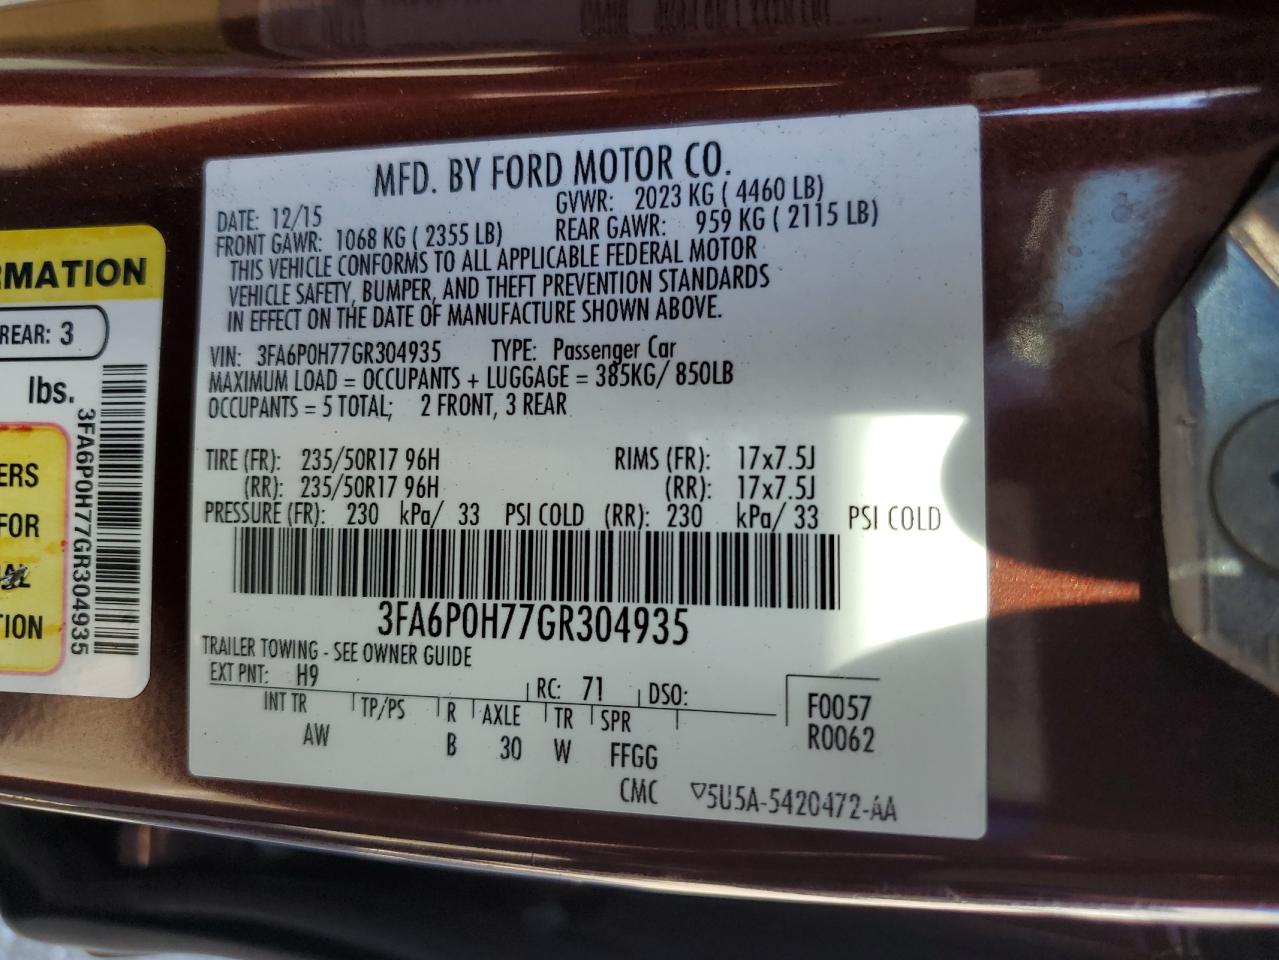 MFD. BY FORD MOTOR CO.
DATE: 12/15 GVWR: 2023 KG ( 4460 LB)
FRONT GAWR: 1068 KG ( 2355 LB) REAR GAWR: 959 KG ( 2115 LB)
THIS VEHICLE CONFORMS TO ALL APPLICABLE FEDERAL MOTOR
VEHICLE SAFETY, BUMPER, AND THEFT PREVENTION STANDARDS
IN EFFECT ON THE DATE OF MANUFACTURE SHOWN ABOVE.
VIN: 3FA6P0H77GR304935 TYPE: Passenger Car
MAXIMUM LOAD = OCCUPANTS + LUGGAGE = 385KG/ 850LB
OCCUPANTS = 5 TOTAL; 2 FRONT, 3 REAR
TIRE (FR): 235/50R17 96H RIMS (FR): 17x7.5J
(RR): 235/50R17 96H (RR): 17x7.5J
PRESSURE (FR): 230 kPa/ 33 PSI COLD (RR): 230 kPa/ 33 PSI COLD
3FA6P0H77GR304935
TRAILER TOWING - SEE OWNER GUIDE
EXT PNT: H9 RC: 71 DSO:
INT TR TP/PS R AXLE TR SPR F0057
AW B 30 W FFGG R0062
CMC ▽5U5A-5420472-AA
RMATION
REAR: 3
lbs.
3FA6P0H77GR304935
ERS
FOR
TION